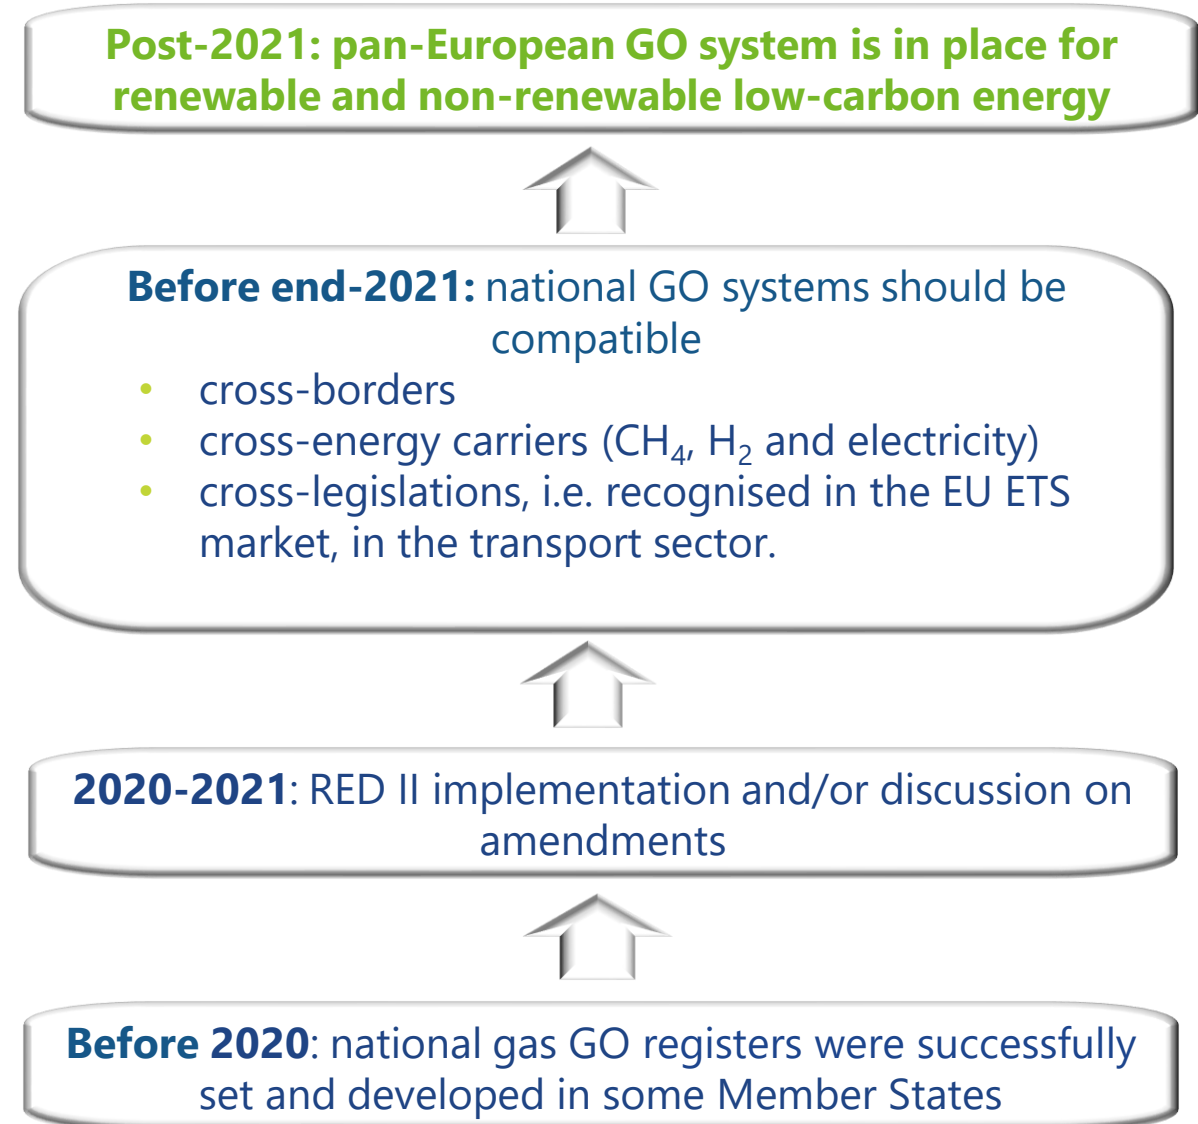 Post-2021: pan-European GO system is in place for
renewable and non-renewable low-carbon energy
Before end-2021: national GO systems should be
compatible
• cross-borders
• cross-energy carriers (CH₄, H₂ and electricity)
• cross-legislations, i.e. recognised in the EU ETS
market, in the transport sector.
2020-2021: RED II implementation and/or discussion on
amendments
Before 2020: national gas GO registers were successfully
set and developed in some Member States